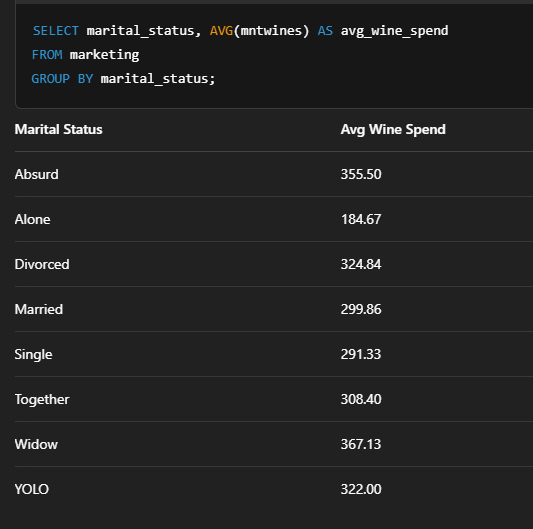 SELECT marital_status, AVG(mntwines) AS avg_wine_spend
FROM marketing
GROUP BY marital_status;
Marital Status Avg Wine Spend
Absurd 355.50
Alone 184.67
Divorced 324.84
Married 299.86
Single 291.33
Together 308.40
Widow 367.13
YOLO 322.00